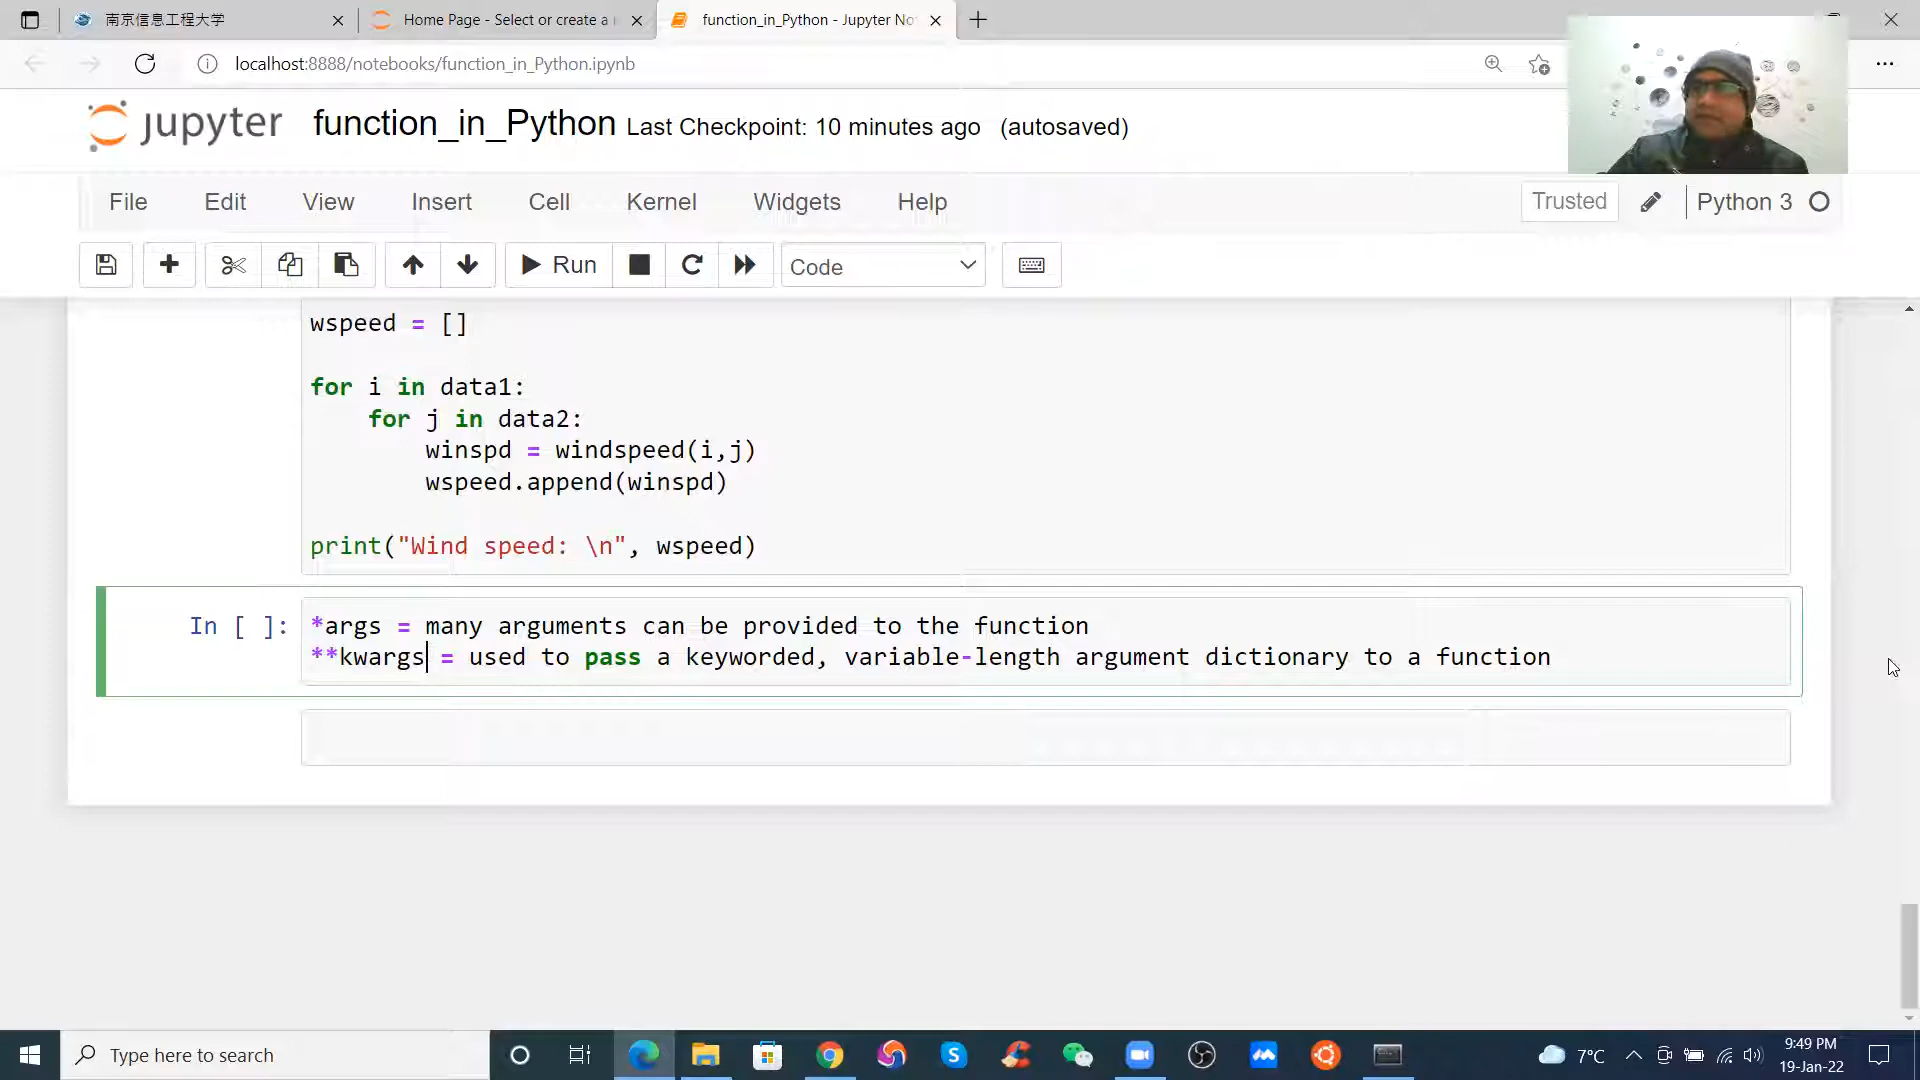 南京信息工程大学
Home Page - Select or create a
function_in_Python - Jupyter No
localhost:8888/notebooks/function_in_Python.ipynb
jupyter function_in_Python Last Checkpoint: 10 minutes ago (autosaved)
File Edit View Insert Cell Kernel Widgets Help Trusted Python 3
Run Code
wspeed = []
for i in data1:
for j in data2:
winspd = windspeed(i,j)
wspeed.append(winspd)
print("Wind speed: \n", wspeed)
In [ ]: *args = many arguments can be provided to the function
**kwargs = used to pass a keyworded, variable-length argument dictionary to a function
Type here to search
7°C
9:49 PM
19-Jan-22